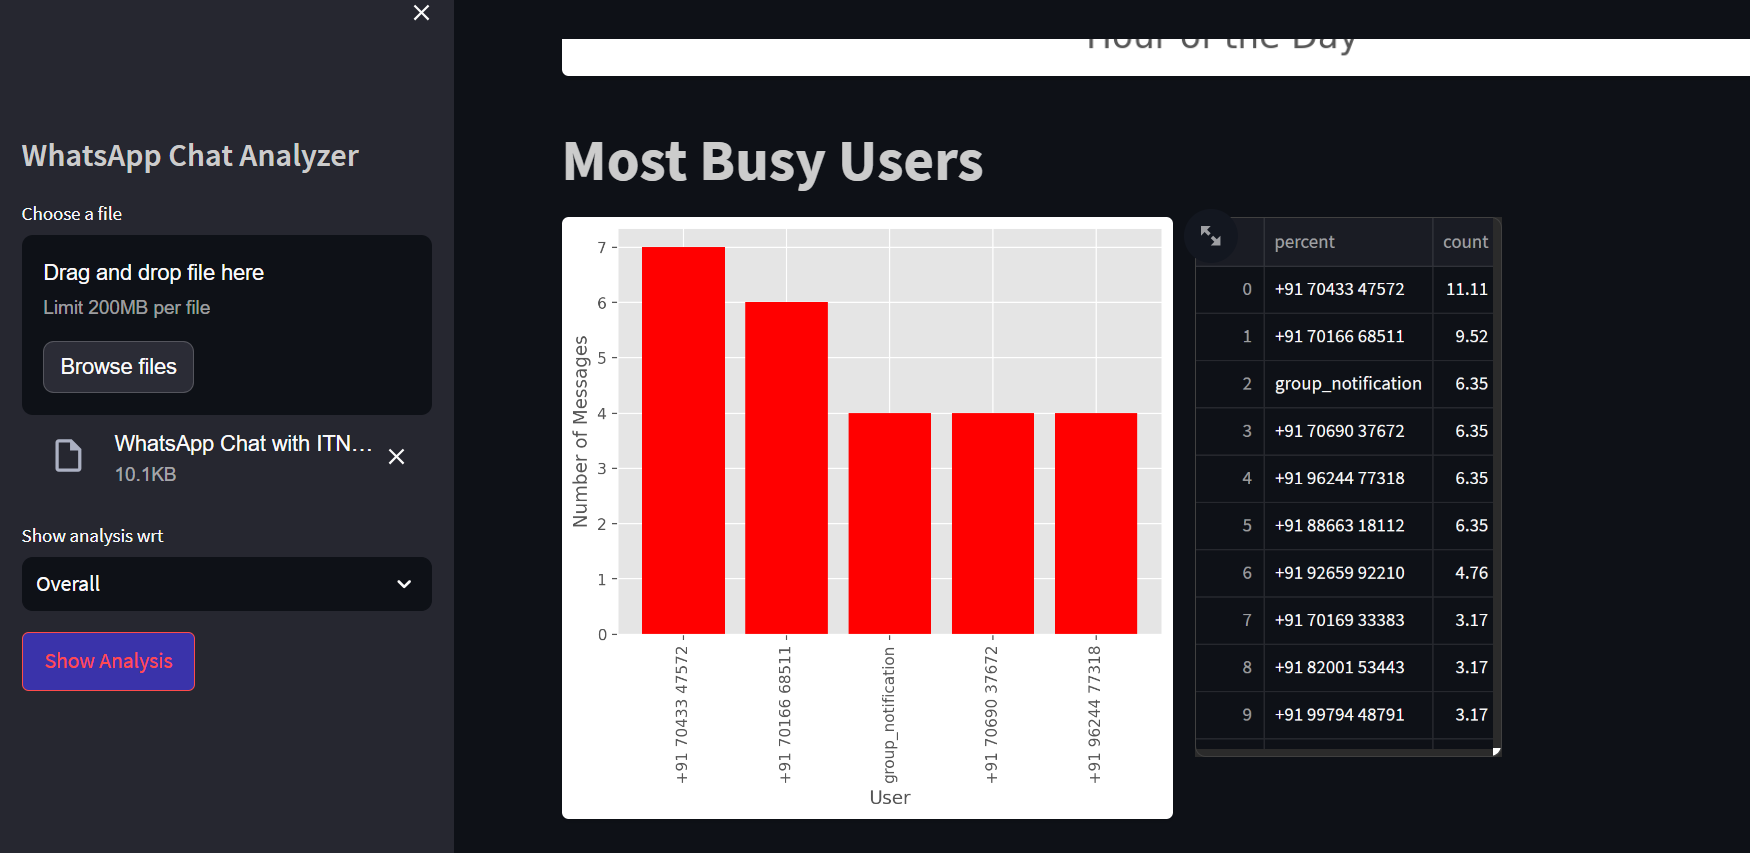 WhatsApp Chat Analyzer
Choose a file
Drag and drop file here
Limit 200MB per file
Browse files
WhatsApp Chat with ITN...
10.1KB
Show analysis wrt
Overall
Show Analysis
Hour of the Day
Most Busy Users
Number of Messages
7
6
5
4
3
2
1
0
+91 70433 47572
+91 70166 68511
group_notification
+91 70690 37672
+91 96244 77318
User
percent count
0 +91 70433 47572 11.11
1 +91 70166 68511 9.52
2 group_notification 6.35
3 +91 70690 37672 6.35
4 +91 96244 77318 6.35
5 +91 88663 18112 6.35
6 +91 92659 92210 4.76
7 +91 70169 33383 3.17
8 +91 82001 53443 3.17
9 +91 99794 48791 3.17